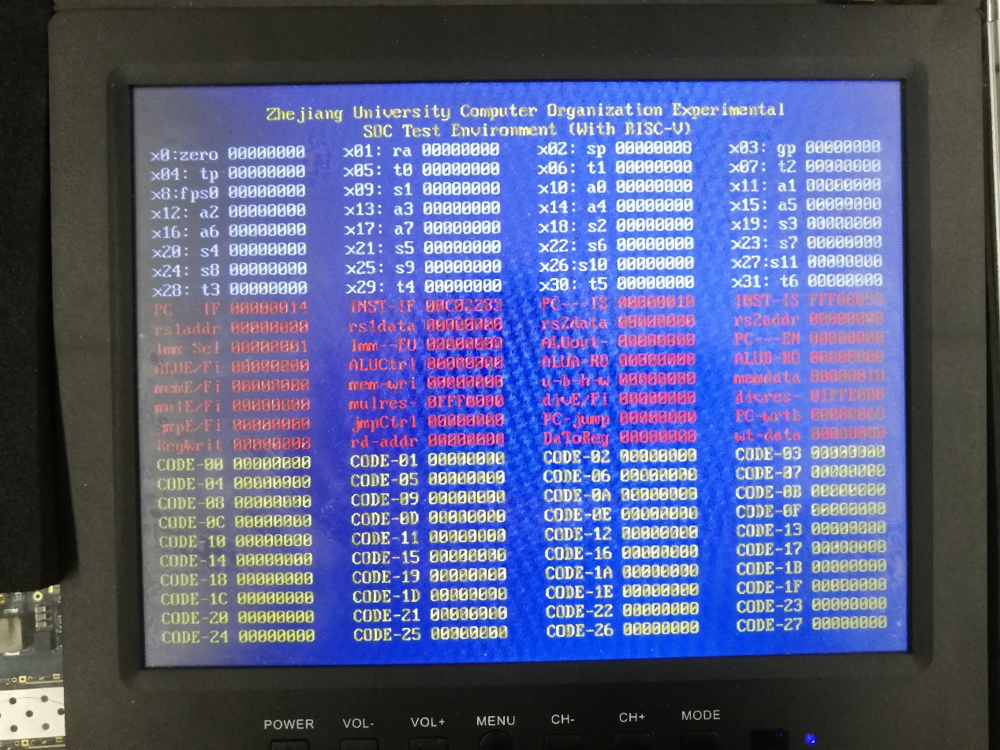 Zhejiang University Computer Organization Experimental
SOC Test Environment (With RISC-V)
x0:zero 00000000 x01: ra 00000000 x02: sp 00000008 x03: gp 00000000
x04: tp 00000000 x05: t0 00000000 x06: t1 00000000 x07: t2 00000000
x8:fps0 00000000 x09: s1 00000000 x10: a0 00000000 x11: a1 00000000
x12: a2 00000000 x13: a3 00000000 x14: a4 00000000 x15: a5 00000000
x16: a6 00000000 x17: a7 00000000 x18: s2 00000000 x19: s3 00000000
x20: s4 00000000 x21: s5 00000000 x22: s6 00000000 x23: s7 00000000
x24: s8 00000000 x25: s9 00000000 x26:s10 00000000 x27:s11 00000000
x28: t3 00000000 x29: t4 00000000 x30: t5 00000000 x31: t6 00000000
PC---IF 00000014 INST-IF 00C02283 PC---IS 00000010 INST-IS
rs1addr 00000000 rs1data 00000000 rs2data 00000000 rs2addr 00000000
Imm-Sel 00000001 Imm--FU 00000000 ALUout- 00000000 PC---EN 00000000
ALUE/Fi 00000000 ALUCtrl 00000000 ALUA-RO 00000000 ALUB-RO 00000000
memE/Fi 00000000 mem-wri 00000000 u-b-h-w 00000000 memdata
mulE/Fi 00000000 mulres- 0FFF0000 divE/Fi 00000000 divres- 01FFE000
jmpE/Fi 00000000 jmpCtrl 00000000 PC-jump 00000000 PC-wrtb
RegWrit 00000000 rd-addr 00000000 DaToReg 00000000 wt-data 00000000
CODE-00 00000000 CODE-01 00000000 CODE-02 00000000 CODE-03 00000000
CODE-04 00000000 CODE-05 00000000 CODE-06 00000000 CODE-07 00000000
CODE-08 00000000 CODE-09 00000000 CODE-0A 00000000 CODE-0B 00000000
CODE-0C 00000000 CODE-0D 00000000 CODE-0E 00000000 CODE-0F 00000000
CODE-10 00000000 CODE-11 00000000 CODE-12 00000000 CODE-13 00000000
CODE-14 00000000 CODE-15 00000000 CODE-16 00000000 CODE-17 00000000
CODE-18 00000000 CODE-19 00000000 CODE-1A 00000000 CODE-1B 00000000
CODE-1C 00000000 CODE-1D 00000000 CODE-1E 00000000 CODE-1F 00000000
CODE-20 00000000 CODE-21 00000000 CODE-22 00000000 CODE-23 00000000
CODE-24 00000000 CODE-25 00000000 CODE-26 00000000 CODE-27 00000000
POWER VOL- VOL+ MENU CH- CH+ MODE